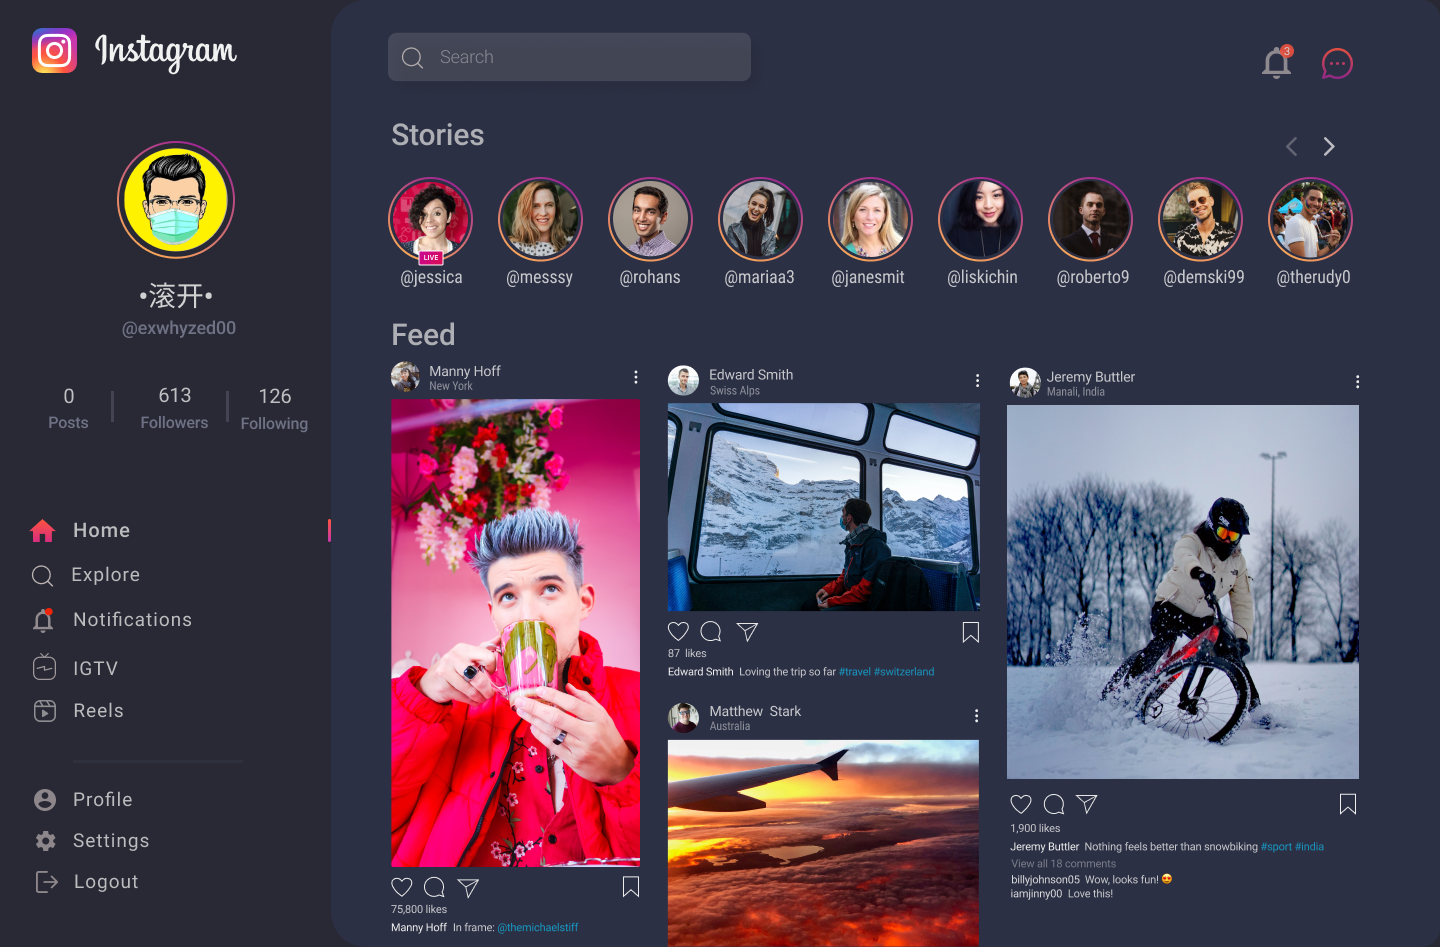 Instagram
Search
3
Stories
LIVE
@jessica
@messsy
@rohans
@mariaa3
@janesmit
@liskichin
@roberto9
@demski99
@therudy0
•滚开•
@exwhyzed00
0
Posts
613
Followers
126
Following
Home
Explore
Notifications
IGTV
Reels
Profile
Settings
Logout
Feed
Manny Hoff
New York
75,800 likes
Manny Hoff In frame: @themichaelstiff
Edward Smith
Swiss Alps
87 likes
Edward Smith Loving the trip so far #travel #switzerland
Matthew Stark
Australia
Jeremy Buttler
Manali, India
1,900 likes
Jeremy Buttler Nothing feels better than snowbiking #sport #india
View all 18 comments
billyjohnson05 Wow, looks fun! 😍
iamjinny00 Love this!